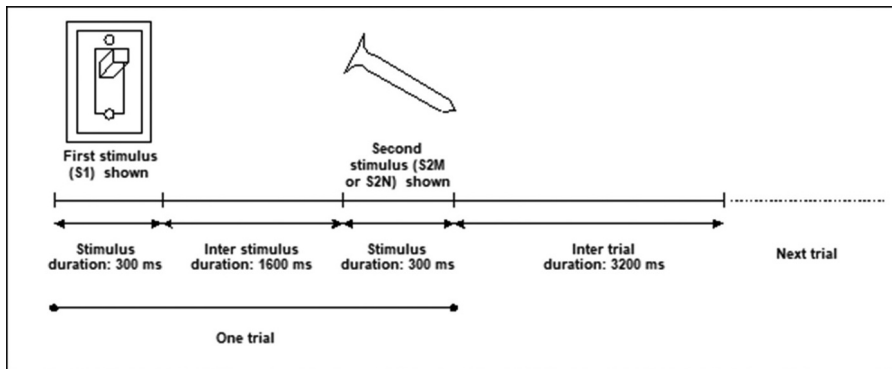 First stimulus
(S1) shown
Second
stimulus (S2M
or S2N) shown
Stimulus
duration: 300 ms
Inter stimulus
duration: 1600 ms
Stimulus
duration: 300 ms
Inter trial
duration: 3200 ms
Next trial
One trial